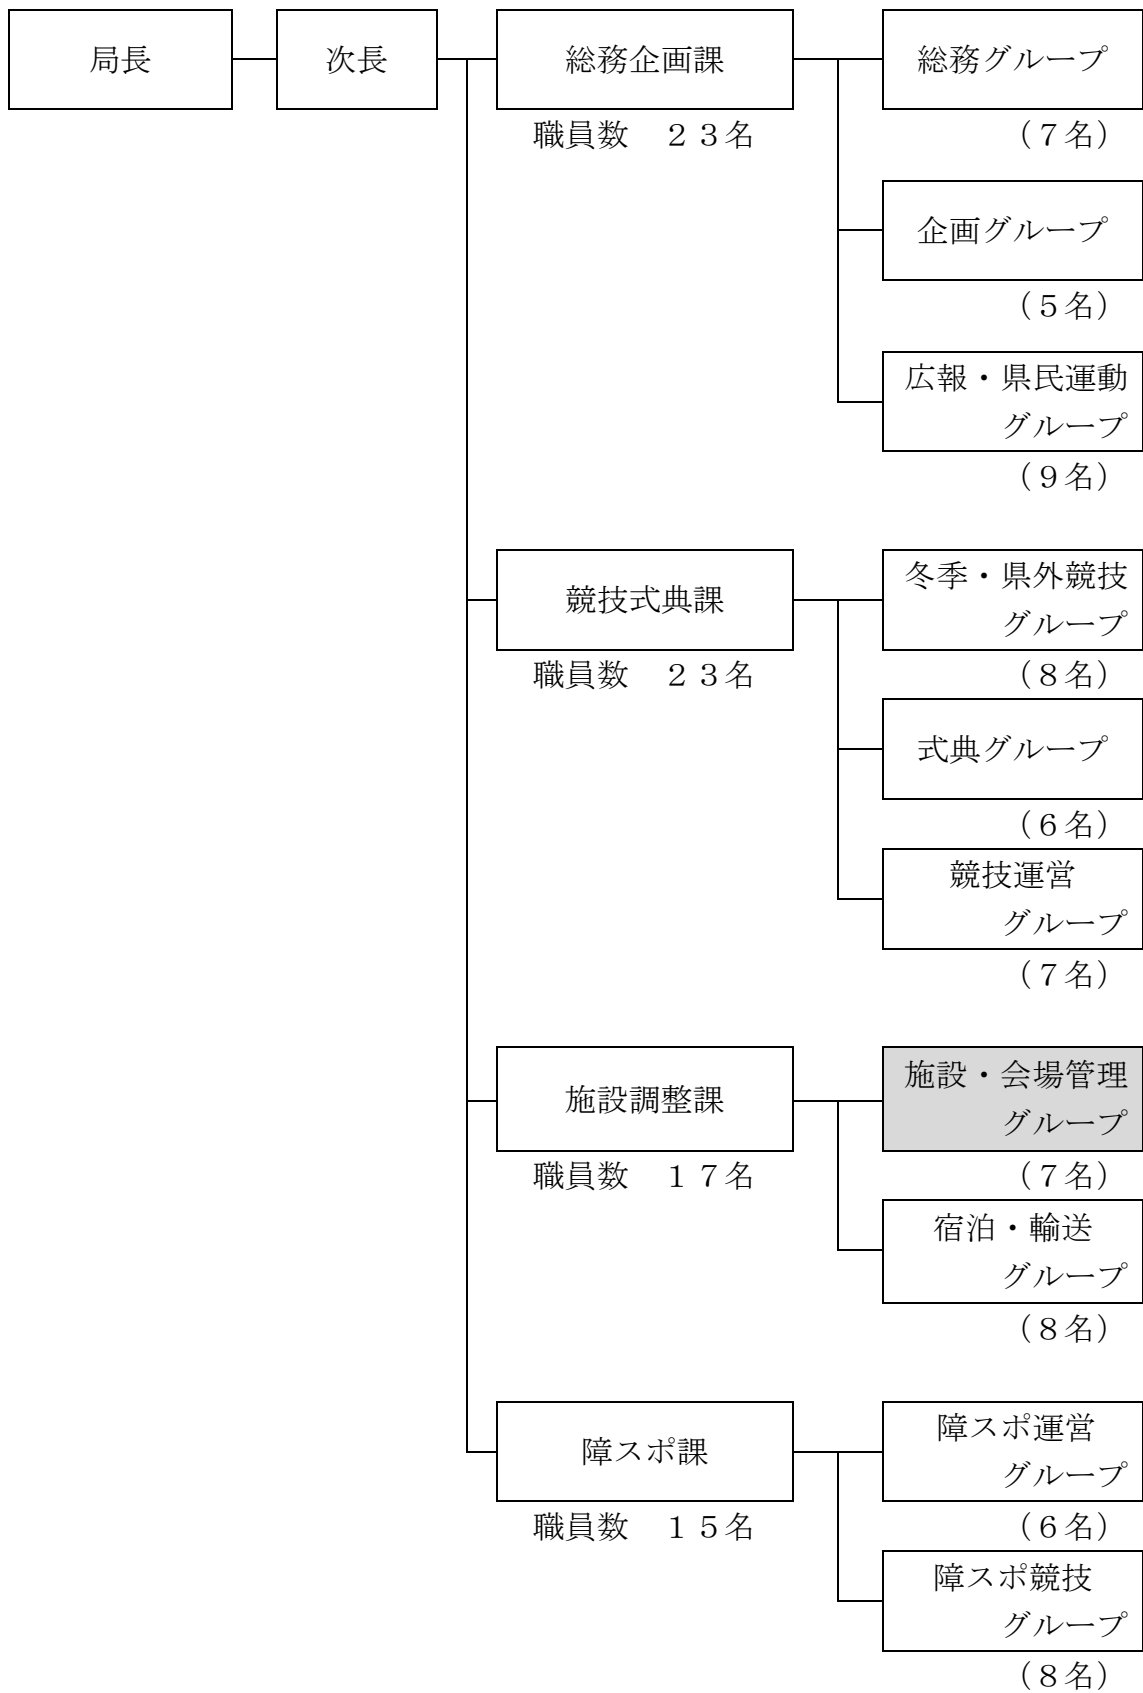 局長
次長
総務企画課
職員数　２３名
総務グループ
（７名）
企画グループ
（５名）
広報・県民運動
グループ
（９名）
競技式典課
職員数　２３名
冬季・県外競技
グループ
（８名）
式典グループ
（６名）
競技運営
グループ
（７名）
施設調整課
職員数　１７名
施設・会場管理
グループ
（７名）
宿泊・輸送
グループ
（８名）
障スポ課
職員数　１５名
障スポ運営
グループ
（６名）
障スポ競技
グループ
（８名）